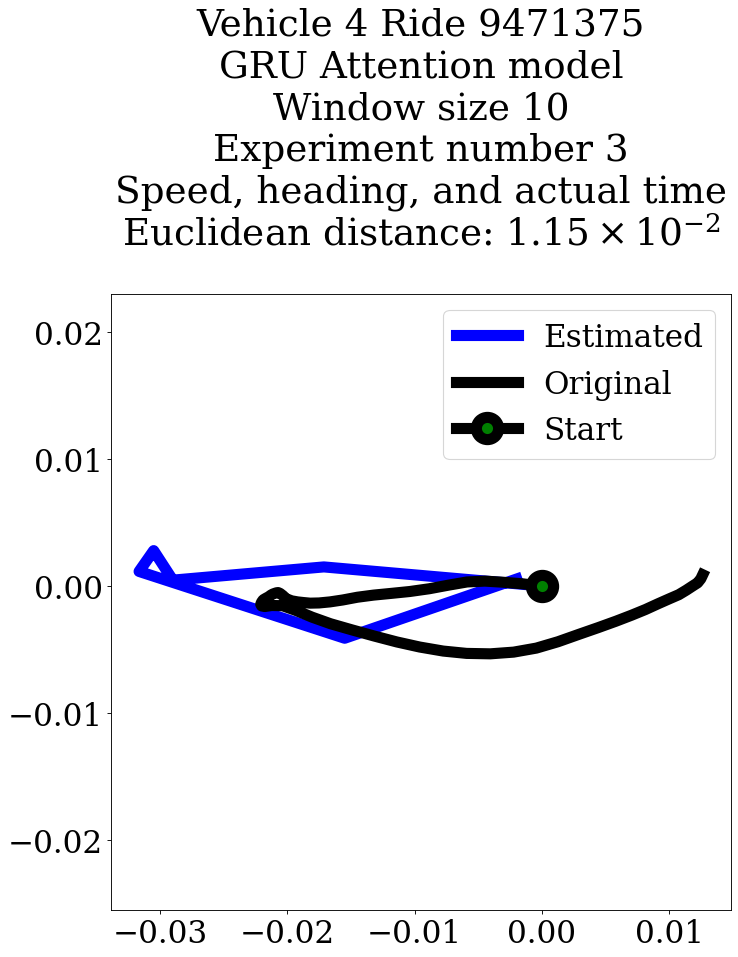 Vehicle 4 Ride 9471375
GRU Attention model
Window size 10
Experiment number 3
Speed, heading, and actual time
Euclidean distance: 1.15 × 10⁻²
Estimated
Original
Start
0.02
0.01
0.00
−0.01
−0.02
−0.03 −0.02 −0.01 0.00 0.01